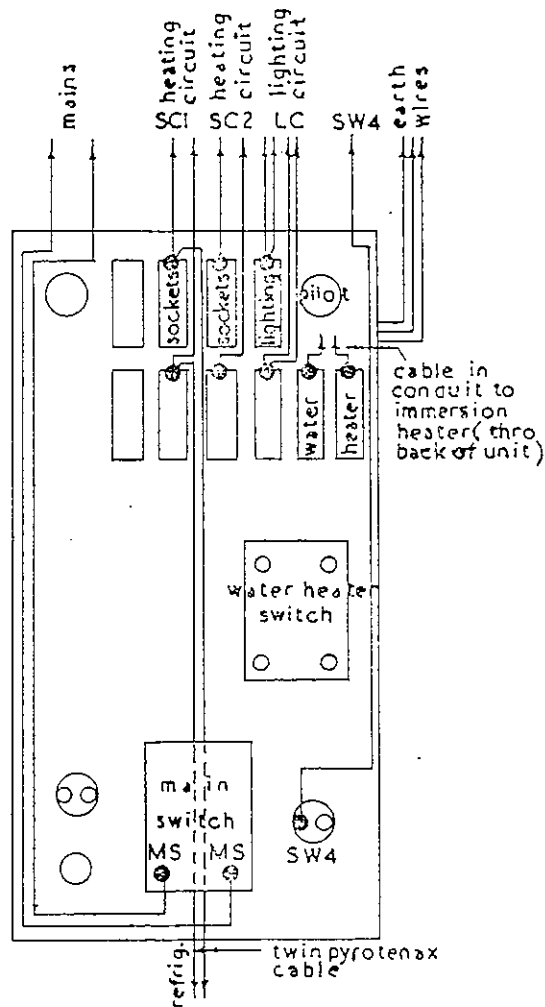 mains
heating
circuit
SC1
heating
circuit
SC2
lighting
circuit
LC
SW4
earth
wires
sockets
sockets
lighting
pilot
water
heater
cable in
conduit to
immersion
heater( thro
back of unit)
water heater
switch
main
switch
MS
MS
SW4
refrig.
twin pyrotenax
cable